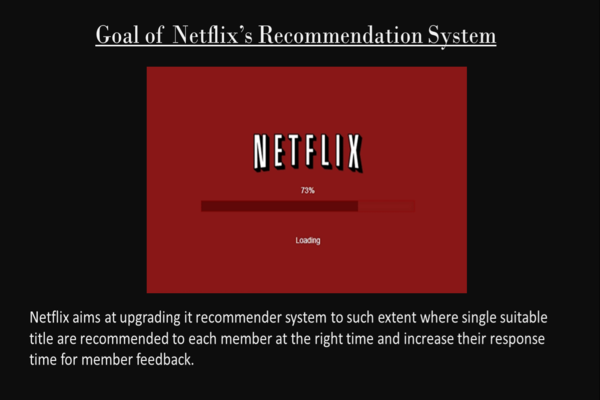 Goal of Netflix's Recommendation System
NETFLIX
73%
Loading
Netflix aims at upgrading it recommender system to such extent where single suitable
title are recommended to each member at the right time and increase their response
time for member feedback.